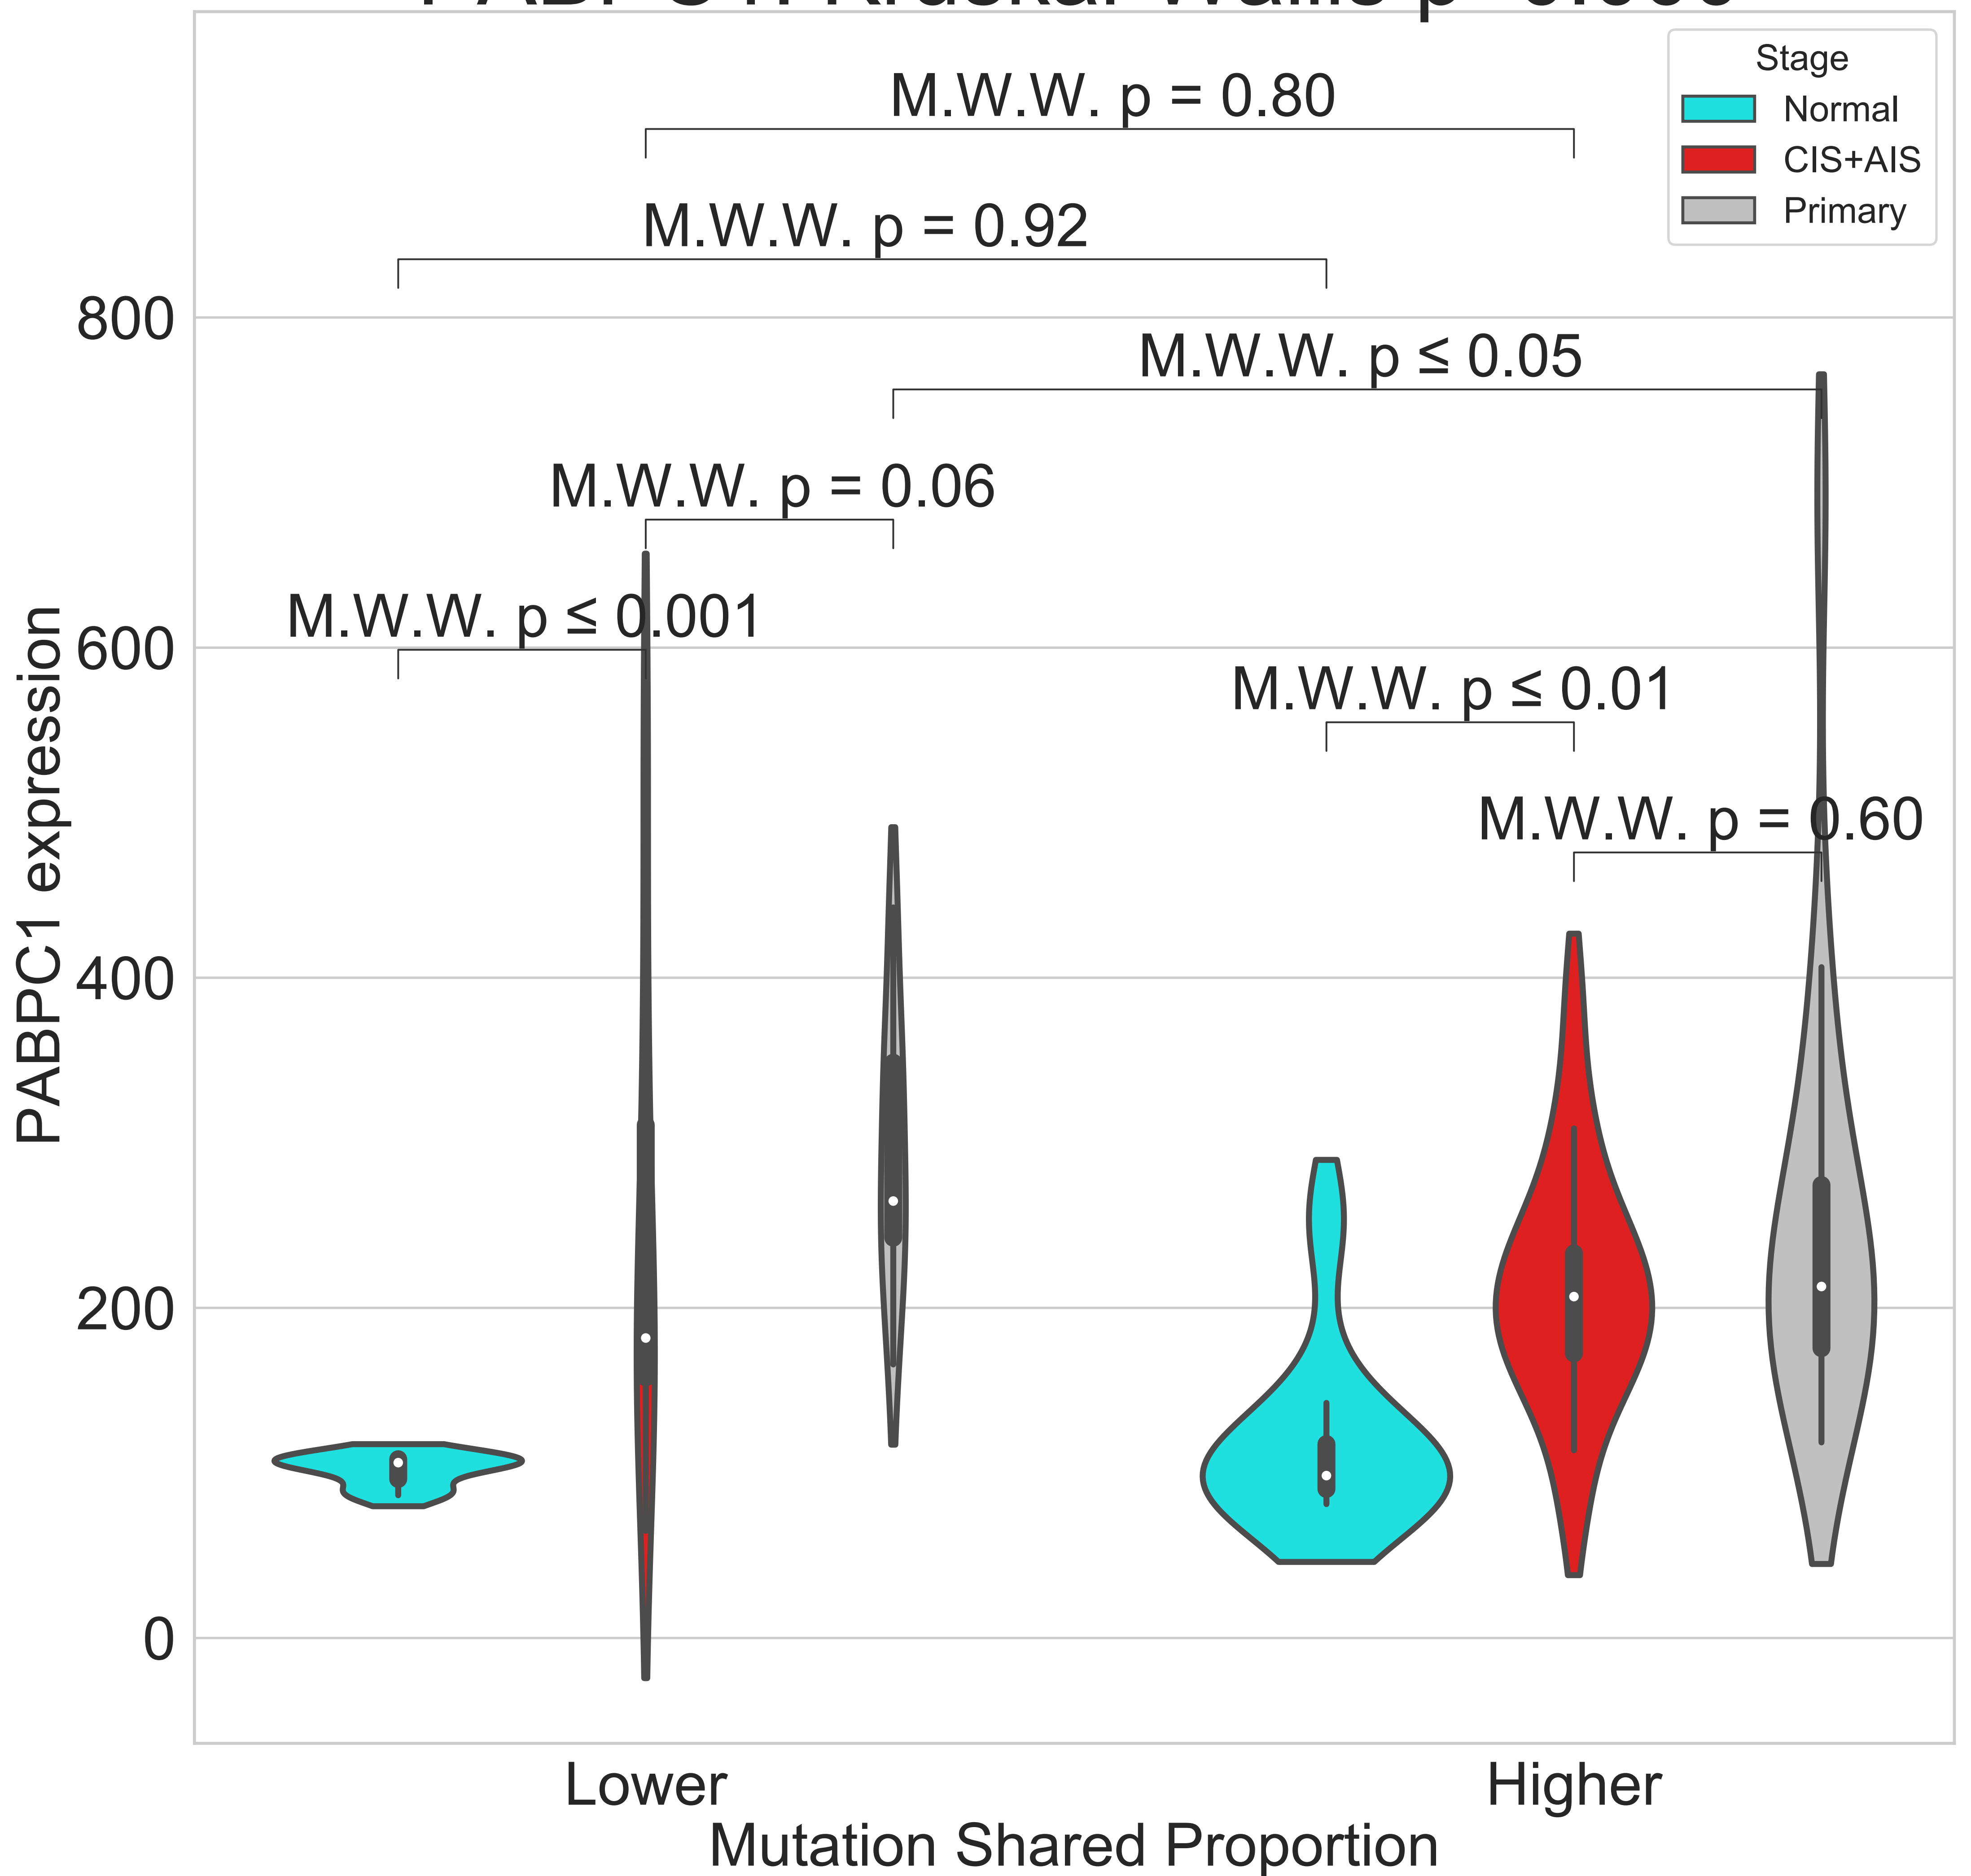 Stage
Normal
CIS+AIS
Primary
M.W.W. p = 0.80
M.W.W. p = 0.92
M.W.W. p ≤ 0.05
M.W.W. p = 0.06
M.W.W. p ≤ 0.001
M.W.W. p ≤ 0.01
M.W.W. p = 0.60
PABPC1 expression
800
600
400
200
0
Lower
Higher
Mutation Shared Proportion